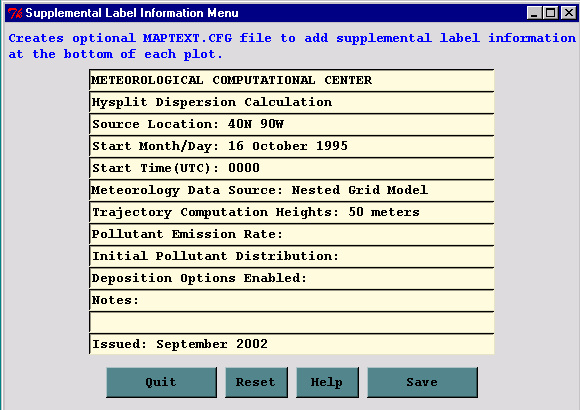 Supplemental Label Information Menu
Creates optional MAPTEXT.CFG file to add supplemental label information
at the bottom of each plot.
METEOROLOGICAL COMPUTATIONAL CENTER
Hysplit Dispersion Calculation
Source Location: 40N 90W
Start Month/Day: 16 October 1995
Start Time(UTC): 0000
Meteorology Data Source: Nested Grid Model
Trajectory Computation Heights: 50 meters
Pollutant Emission Rate:
Initial Pollutant Distribution:
Deposition Options Enabled:
Notes:
Issued: September 2002
Quit Reset Help Save